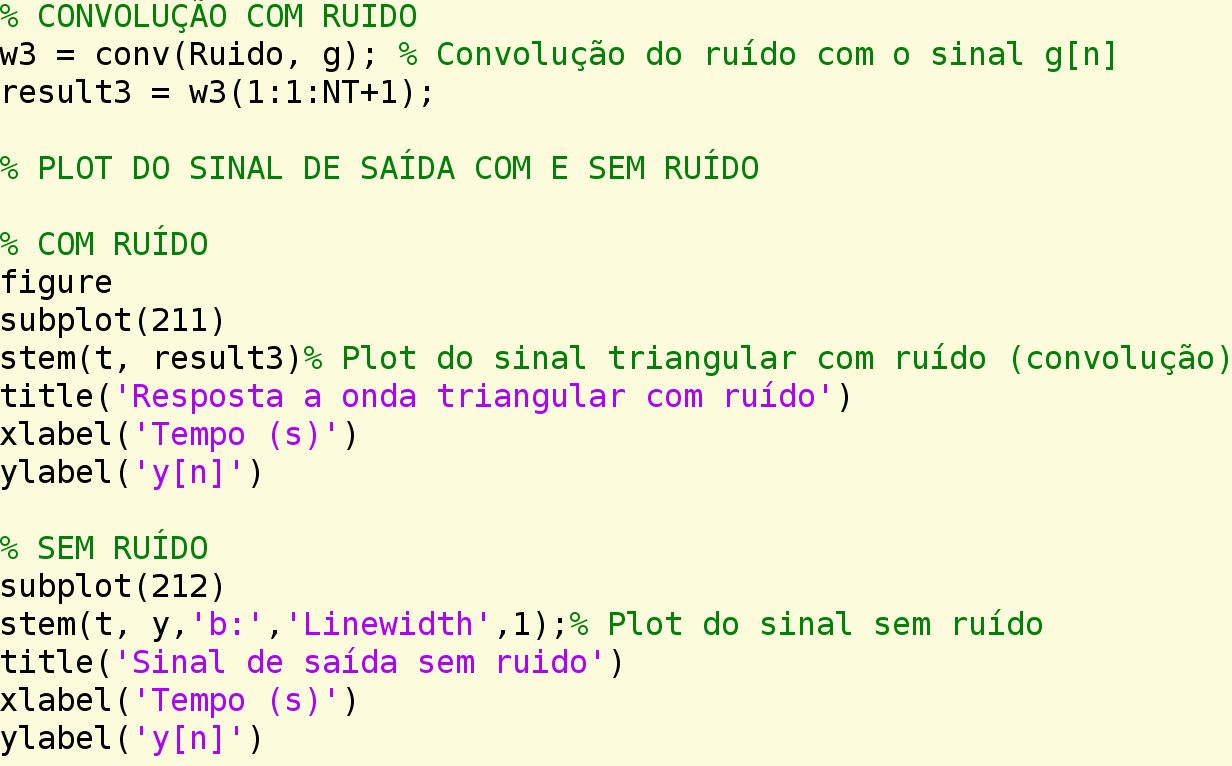 % CONVOLUÇÃO COM RUIDO
w3 = conv(Ruido, g); % Convolução do ruído com o sinal g[n]
result3 = w3(1:1:NT+1);
% PLOT DO SINAL DE SAÍDA COM E SEM RUÍDO
% COM RUÍDO
figure
subplot(211)
stem(t, result3)% Plot do sinal triangular com ruído (convolução)
title('Resposta a onda triangular com ruído')
xlabel('Tempo (s)')
ylabel('y[n]')
% SEM RUÍDO
subplot(212)
stem(t, y,'b:','Linewidth',1);% Plot do sinal sem ruído
title('Sinal de saída sem ruido')
xlabel('Tempo (s)')
ylabel('y[n]')